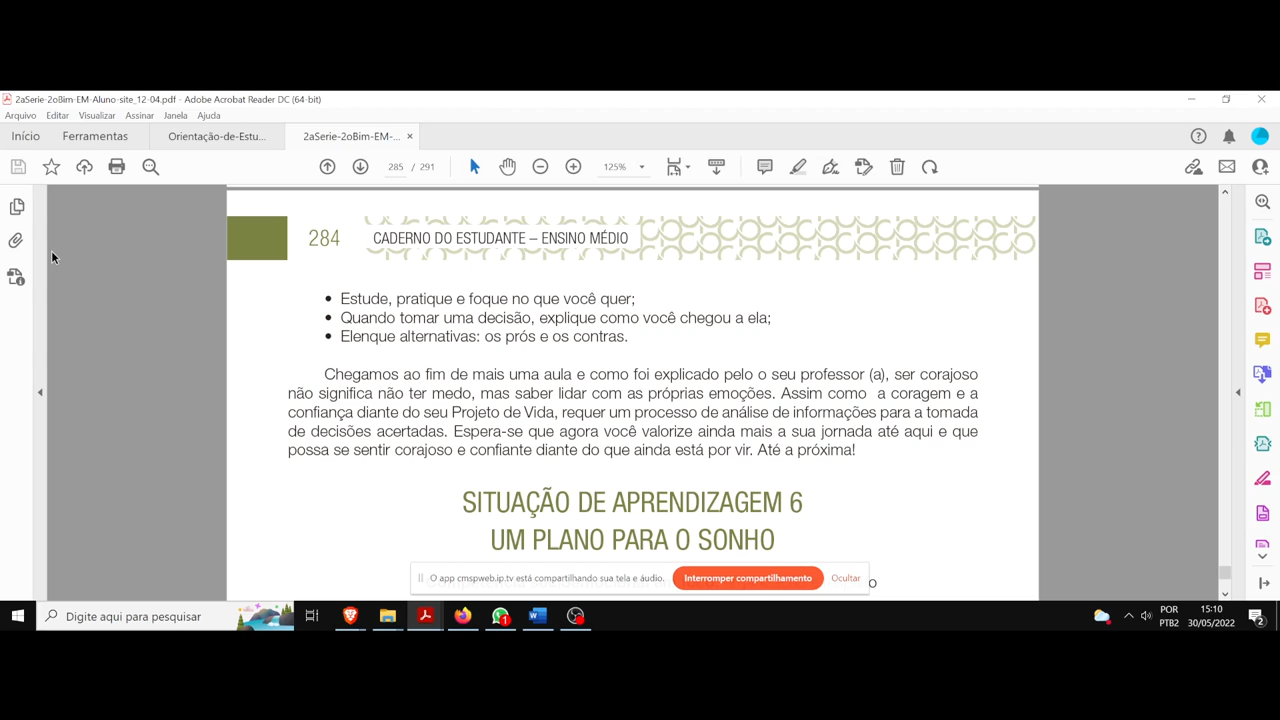 2aSerie-2oBim-EM-Aluno-site_12-04.pdf - Adobe Acrobat Reader DC (64-bit)
Arquivo Editar Visualizar Assinar Janela Ajuda
Início Ferramentas Orientação-de-Estu... 2aSerie-2oBim-EM-... ×
285 / 291 125%
284 CADERNO DO ESTUDANTE – ENSINO MÉDIO
• Estude, pratique e foque no que você quer;
• Quando tomar uma decisão, explique como você chegou a ela;
• Elenque alternativas: os prós e os contras.
Chegamos ao fim de mais uma aula e como foi explicado pelo o seu professor (a), ser corajoso
não significa não ter medo, mas saber lidar com as próprias emoções. Assim como a coragem e a
confiança diante do seu Projeto de Vida, requer um processo de análise de informações para a tomada
de decisões acertadas. Espera-se que agora você valorize ainda mais a sua jornada até aqui e que
possa se sentir corajoso e confiante diante do que ainda está por vir. Até a próxima!
SITUAÇÃO DE APRENDIZAGEM 6
UM PLANO PARA O SONHO
O app cmspweb.ip.tv está compartilhando sua tela e áudio. Interromper compartilhamento Ocultar
Digite aqui para pesquisar
POR 15:10
PTB2 30/05/2022